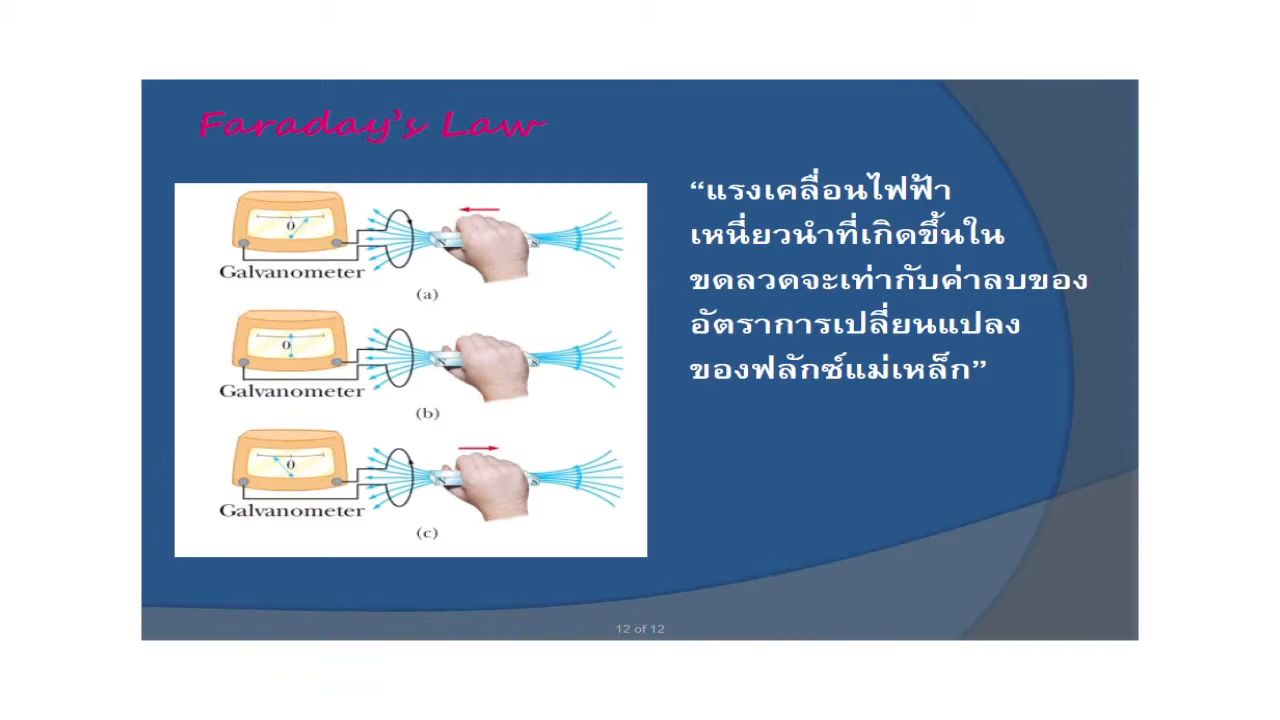 Faraday's Law
“แรงเคลื่อนไฟฟ้า
เหนี่ยวนำที่เกิดขึ้นใน
ขดลวดจะเท่ากับค่าลบของ
อัตราการเปลี่ยนแปลง
ของฟลักซ์แม่เหล็ก”
0
N
S
Galvanometer
(a)
0
N
S
Galvanometer
(b)
0
N
S
Galvanometer
(c)
12 of 12